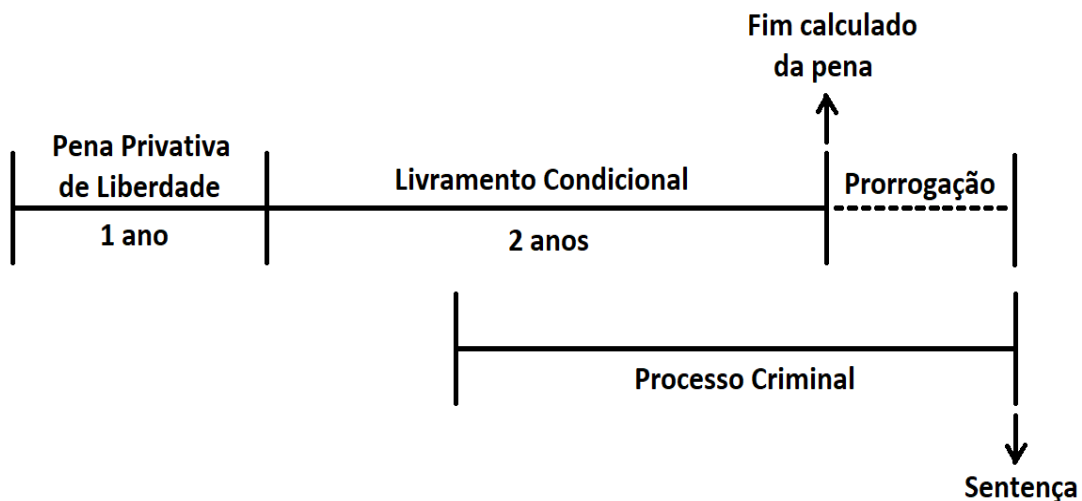 Fim calculado
da pena
Pena Privativa
de Liberdade
Livramento Condicional
Prorrogação
1 ano
2 anos
Processo Criminal
Sentença